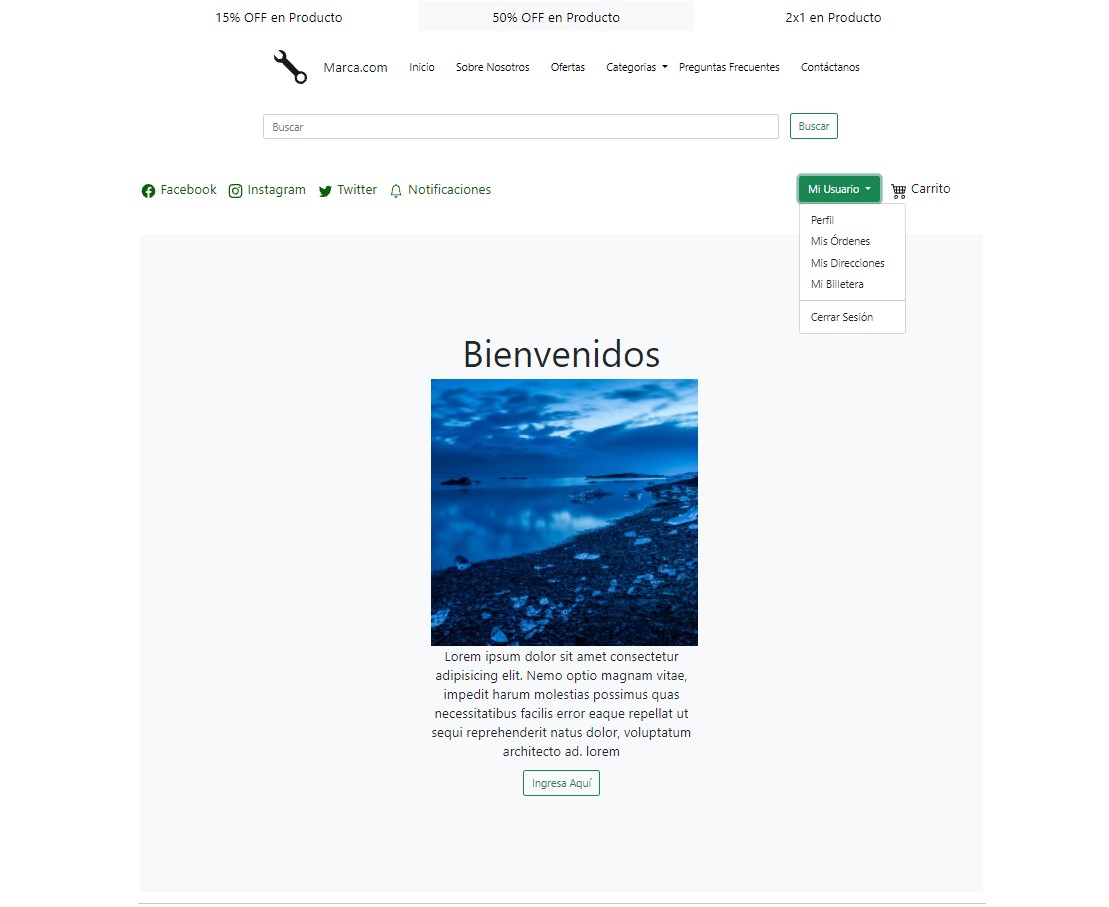 15% OFF en Producto 50% OFF en Producto 2x1 en Producto
Marca.com Inicio Sobre Nosotros Ofertas Categorias Preguntas Frecuentes Contáctanos
Buscar Buscar
Facebook Instagram Twitter Notificaciones Mi Usuario Carrito
Perfil
Mis Órdenes
Mis Direcciones
Mi Billetera
Cerrar Sesión
Bienvenidos
Lorem ipsum dolor sit amet consectetur
adipisicing elit. Nemo optio magnam vitae,
impedit harum molestias possimus quas
necessitatibus facilis error eaque repellat ut
sequi reprehenderit natus dolor, voluptatum
architecto ad. lorem
Ingresa Aquí